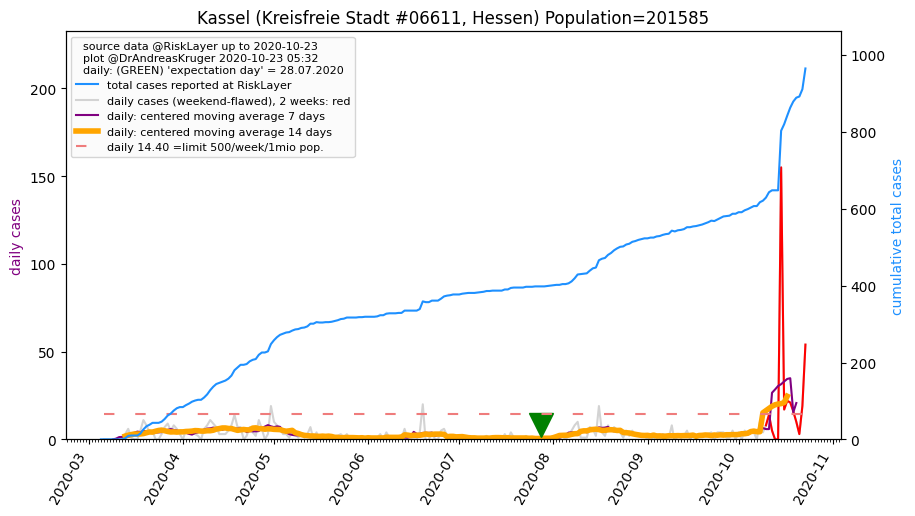 Kassel (Kreisfreie Stadt #06611, Hessen) Population=201585
source data @RiskLayer up to 2020-10-23
plot @DrAndreasKruger 2020-10-23 05:32
daily: (GREEN) 'expectation day' = 28.07.2020
total cases reported at RiskLayer
daily cases (weekend-flawed), 2 weeks: red
daily: centered moving average 7 days
daily: centered moving average 14 days
daily 14.40 =limit 500/week/1mio pop.
daily cases
200
150
100
50
0
cumulative total cases
1000
800
600
400
200
0
2020-03
2020-04
2020-05
2020-06
2020-07
2020-08
2020-09
2020-10
2020-11